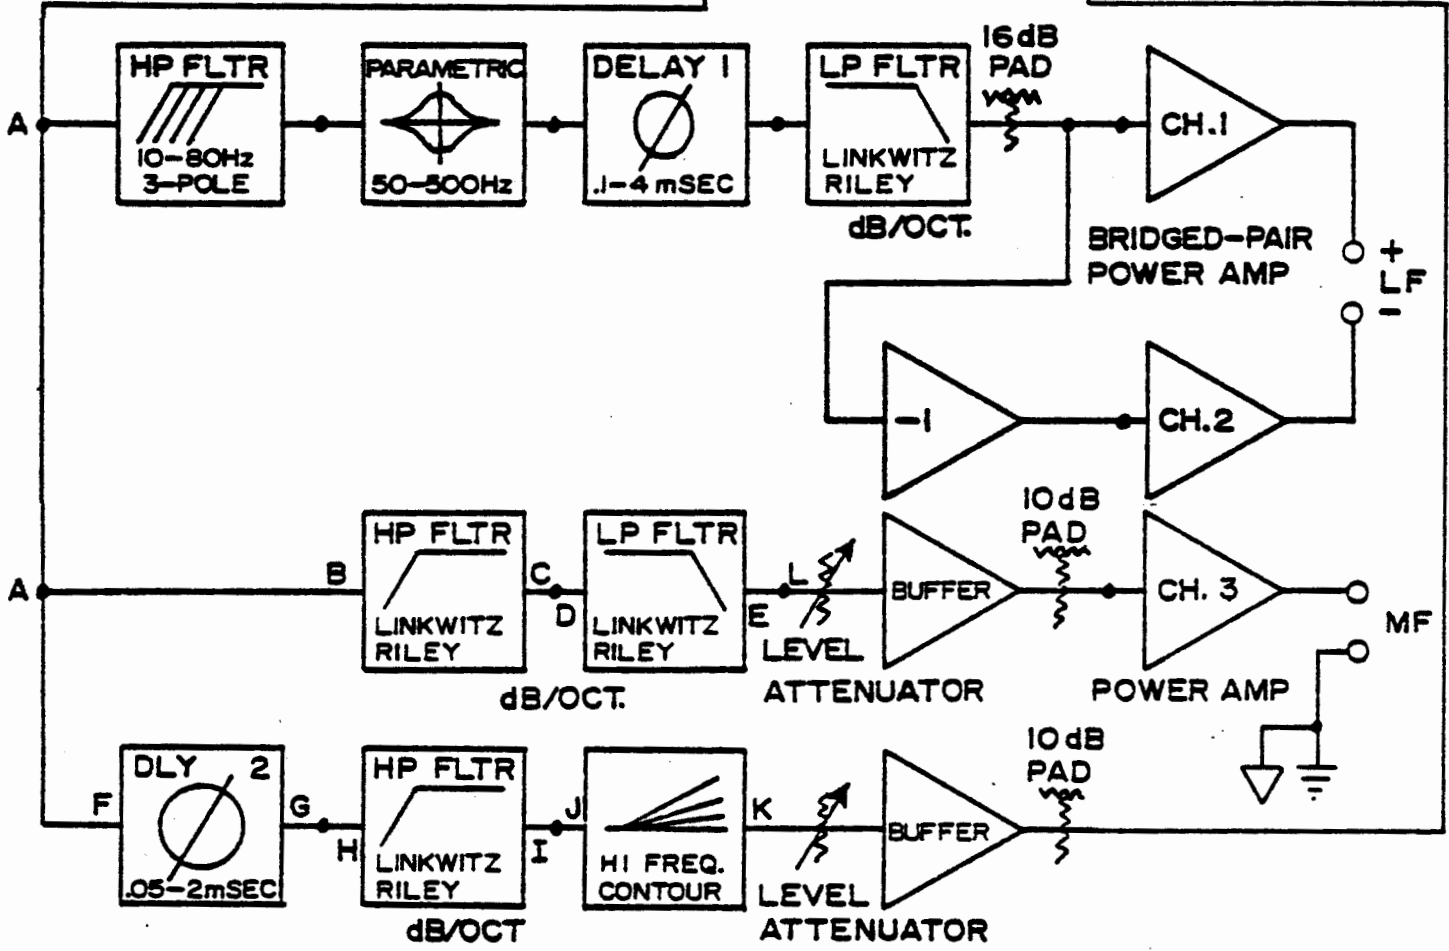 16dB
PAD
A
HP FLTR
10-80Hz
3-POLE
PARAMETRIC
50-500Hz
DELAY 1
.1-4mSEC
LP FLTR
LINKWITZ
RILEY
dB/OCT.
CH.1
BRIDGED-PAIR
POWER AMP
+
LF
-
-1
CH.2
A
B
HP FLTR
LINKWITZ
RILEY
C
D
dB/OCT.
LP FLTR
LINKWITZ
RILEY
E
L
LEVEL
ATTENUATOR
BUFFER
10dB
PAD
CH. 3
POWER AMP
MF
F
DLY 2
.05-2mSEC
G
H
HP FLTR
LINKWITZ
RILEY
dB/OCT
I
J
HI FREQ.
CONTOUR
K
LEVEL
ATTENUATOR
BUFFER
10dB
PAD